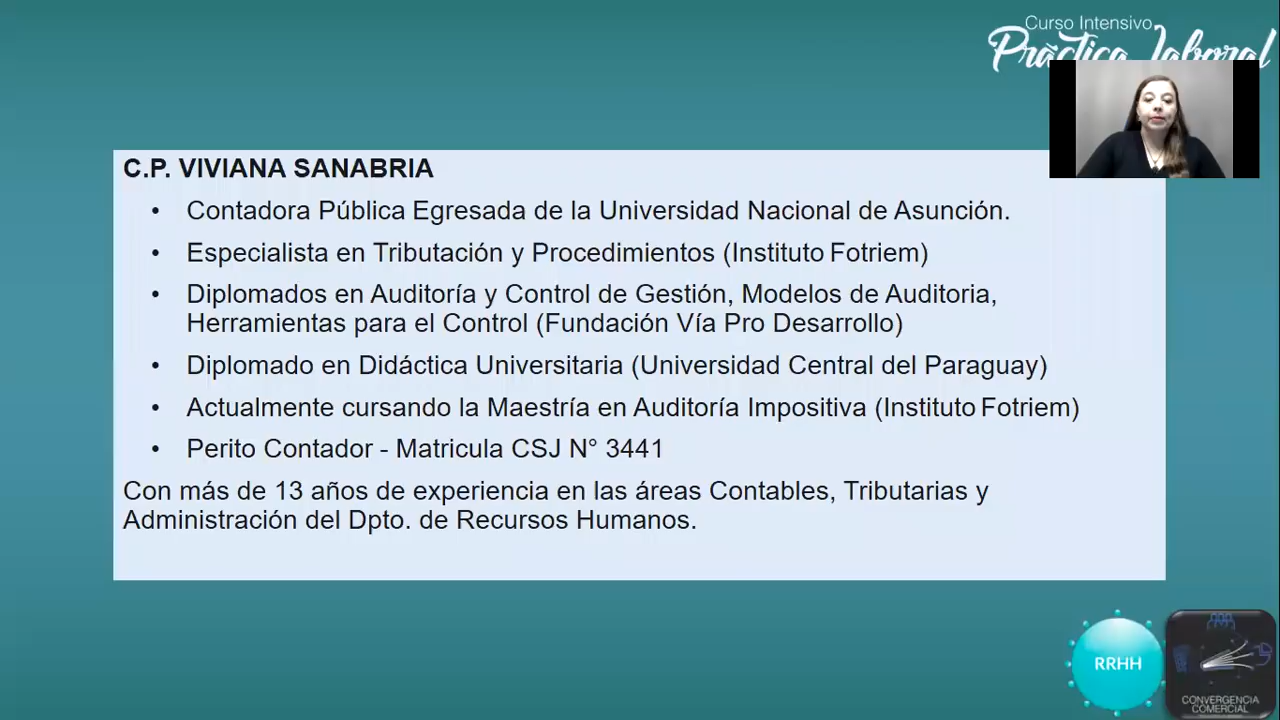 Curso Intensivo
Pràctica Laboral
C.P. VIVIANA SANABRIA
• Contadora Pública Egresada de la Universidad Nacional de Asunción.
• Especialista en Tributación y Procedimientos (Instituto Fotriem)
• Diplomados en Auditoría y Control de Gestión, Modelos de Auditoria,
Herramientas para el Control (Fundación Vía Pro Desarrollo)
• Diplomado en Didáctica Universitaria (Universidad Central del Paraguay)
• Actualmente cursando la Maestría en Auditoría Impositiva (Instituto Fotriem)
• Perito Contador - Matricula CSJ N° 3441
Con más de 13 años de experiencia en las áreas Contables, Tributarias y
Administración del Dpto. de Recursos Humanos.
RRHH
CONVERGENCIA
COMERCIAL